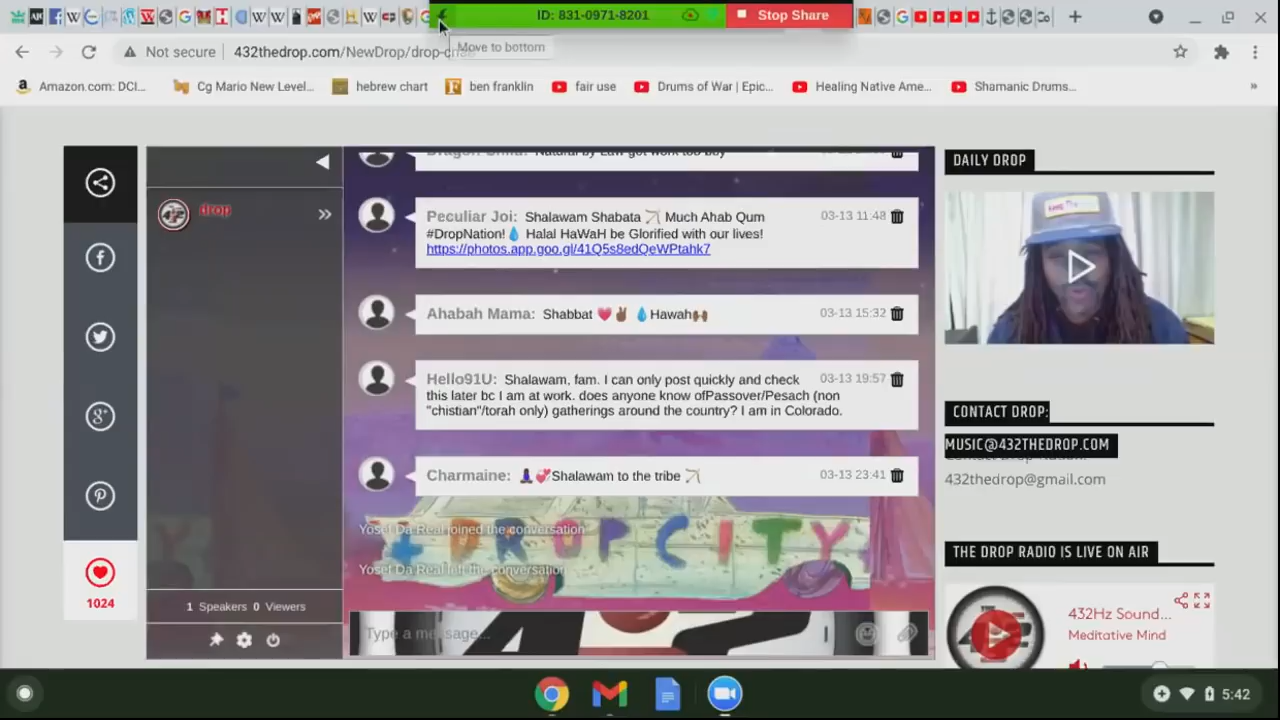 ID: 831-0971-8201
Stop Share
Move to bottom
Not secure
432thedrop.com/NewDrop/drop-c
Amazon.com: DCI...
Cg Mario New Level...
hebrew chart
ben franklin
fair use
Drums of War | Epic...
Healing Native Ame...
Shamanic Drums...
»
drop
1 Speakers 0 Viewers
1024
Peculiar Joi: Shalawam Shabata 🏹 Much Ahab Qum
03-13 11:48
#DropNation!💧 Halal HaWaH be Glorified with our lives!
https://photos.app.goo.gl/41Q5s8edQeWPtahk7
Ahabah Mama: Shabbat ❤️✌🏾 💧Hawah🙌🏾
03-13 15:32
Hello91U: Shalawam, fam. I can only post quickly and check
03-13 19:57
this later bc I am at work. does anyone know ofPassover/Pesach (non
"chistian"/torah only) gatherings around the country? I am in Colorado.
Charmaine: 🧘🏿‍♀️💞Shalawam to the tribe 🏹
03-13 23:41
Yosef Da Real joined the conversation
DROPCITY
Yosef Da Real left the conversation
Type a message...
DAILY DROP
CONTACT DROP:
MUSIC@432THEDROP.COM
432thedrop@gmail.com
THE DROP RADIO IS LIVE ON AIR
432Hz Sound...
Meditative Mind
5:42